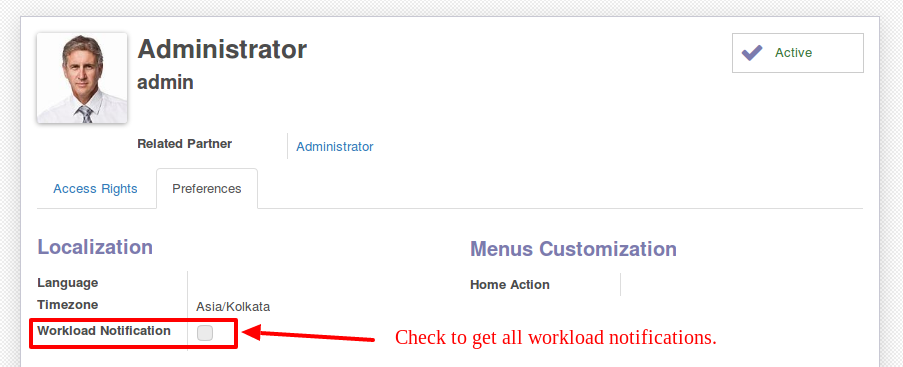 Administrator
admin
Active
Related Partner
Administrator
Access Rights
Preferences
Localization
Menus Customization
Language
Home Action
Timezone
Asia/Kolkata
Workload Notification
Check to get all workload notifications.